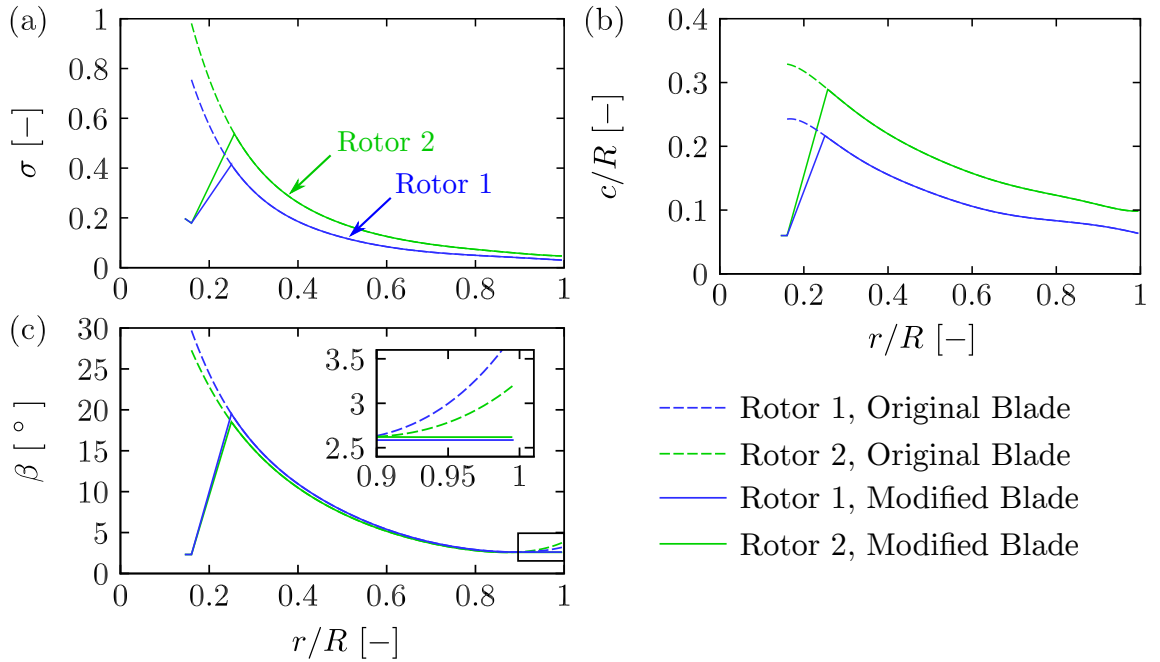 (a)
1
0.8
0.6
0.4
0.2
0
σ [−]
Rotor 2
Rotor 1
0 0.2 0.4 0.6 0.8 1
(b)
0.4
0.3
0.2
0.1
0
c/R [−]
0 0.2 0.4 0.6 0.8 1
r/R [−]
(c)
30
25
20
15
10
5
0
β [ ° ]
3.5
3
2.5
0.9 0.95 1
0 0.2 0.4 0.6 0.8 1
r/R [−]
Rotor 1, Original Blade
Rotor 2, Original Blade
Rotor 1, Modified Blade
Rotor 2, Modified Blade